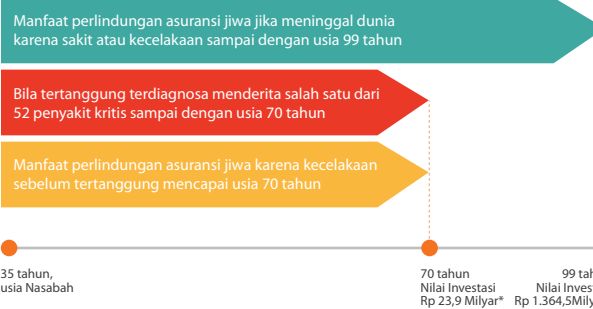 Manfaat perlindungan asuransi jiwa jika meninggal dunia
karena sakit atau kecelakaan sampai dengan usia 99 tahun
Bila tertanggung terdiagnosa menderita salah satu dari
52 penyakit kritis sampai dengan usia 70 tahun
Manfaat perlindungan asuransi jiwa karena kecelakaan
sebelum tertanggung mencapai usia 70 tahun
35 tahun,
usia Nasabah
70 tahun
Nilai Investasi
Rp 23,9 Milyar*
99
Nilai
Rp 1.364,5